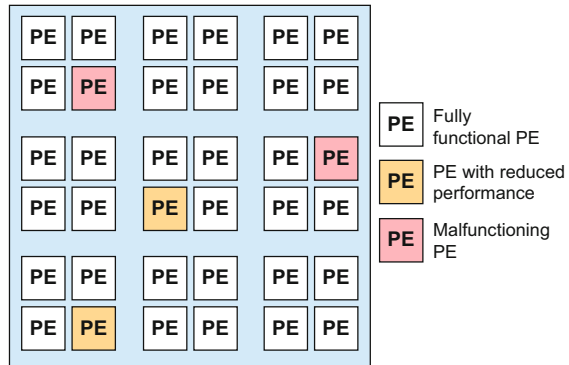 PE PE PE PE PE PE
PE PE PE PE PE PE
PE PE PE PE PE PE
PE PE PE PE PE PE
PE PE PE PE PE PE
PE PE PE PE PE PE
PE Fully
functional PE
PE PE with reduced
performance
PE Malfunctioning
PE